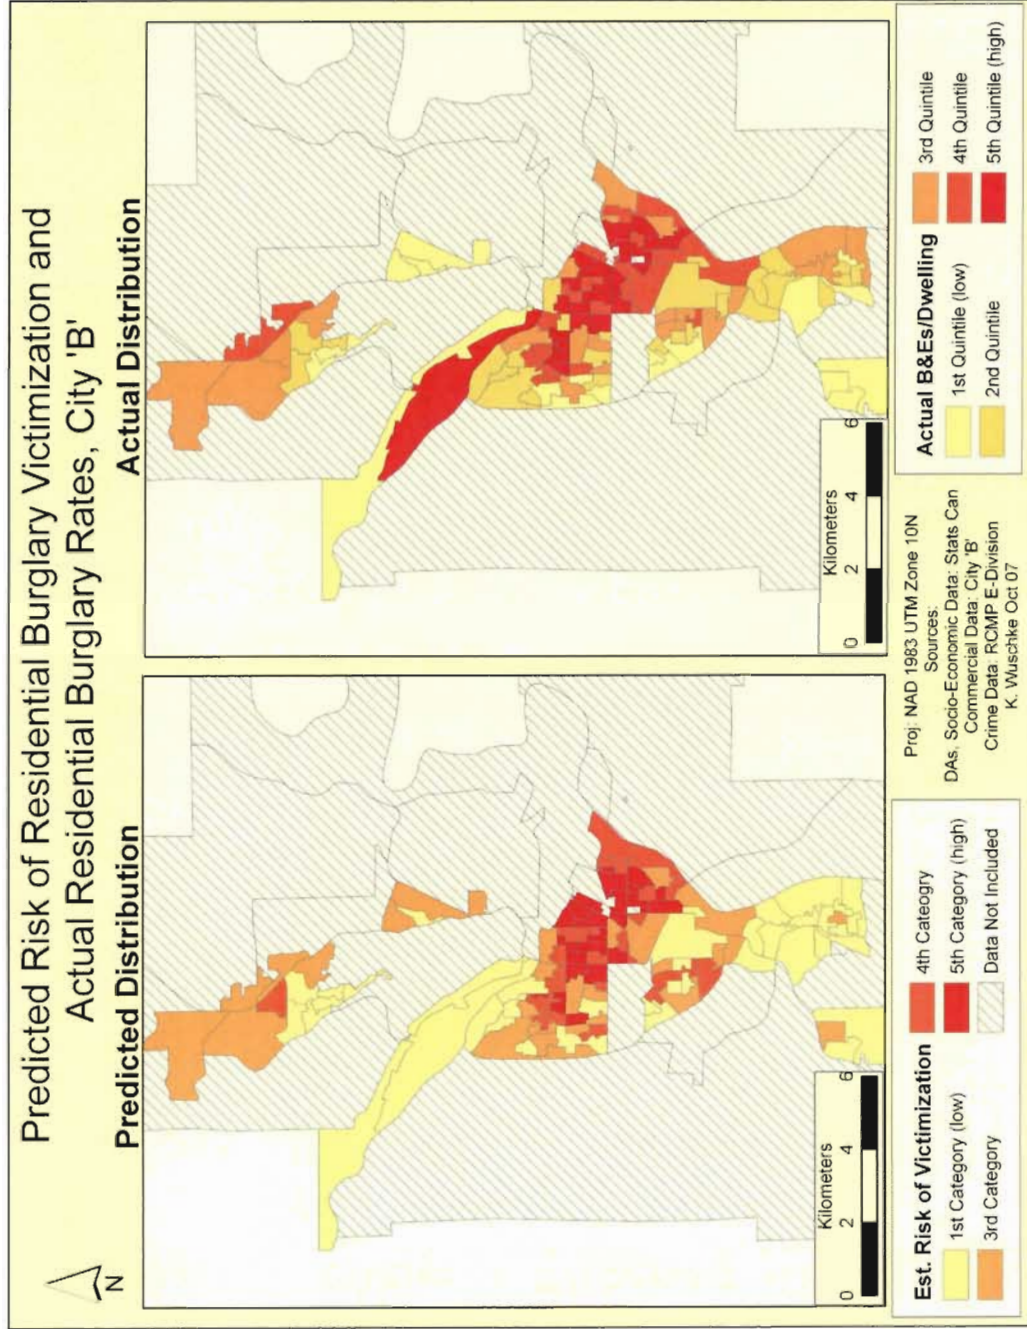 Predicted Risk of Residential Burglary Victimization and
Actual Residential Burglary Rates, City 'B'
N
Predicted Distribution
Kilometers
0 2 4 6
Actual Distribution
Kilometers
0 2 4 6
Est. Risk of Victimization
1st Category (low)
3rd Category
4th Cateogry
5th Category (high)
Data Not Included
Proj: NAD 1983 UTM Zone 10N
Sources:
DAs, Socio-Economic Data: Stats Can
Commercial Data: City 'B'
Crime Data: RCMP E-Division
K. Wuschke Oct 07
Actual B&Es/Dwelling
1st Quintile (low)
2nd Quintile
3rd Quintile
4th Quintile
5th Quintile (high)